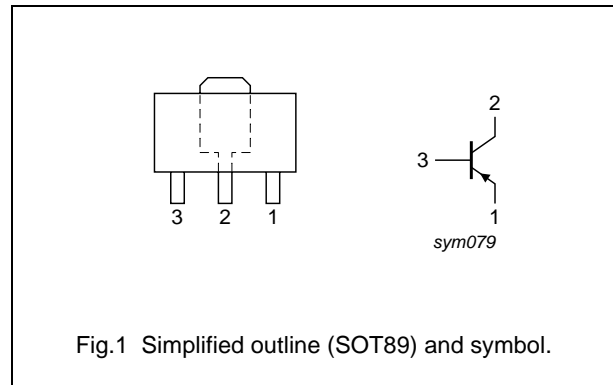 3 2 1
2
3
1
sym079
Fig.1 Simplified outline (SOT89) and symbol.